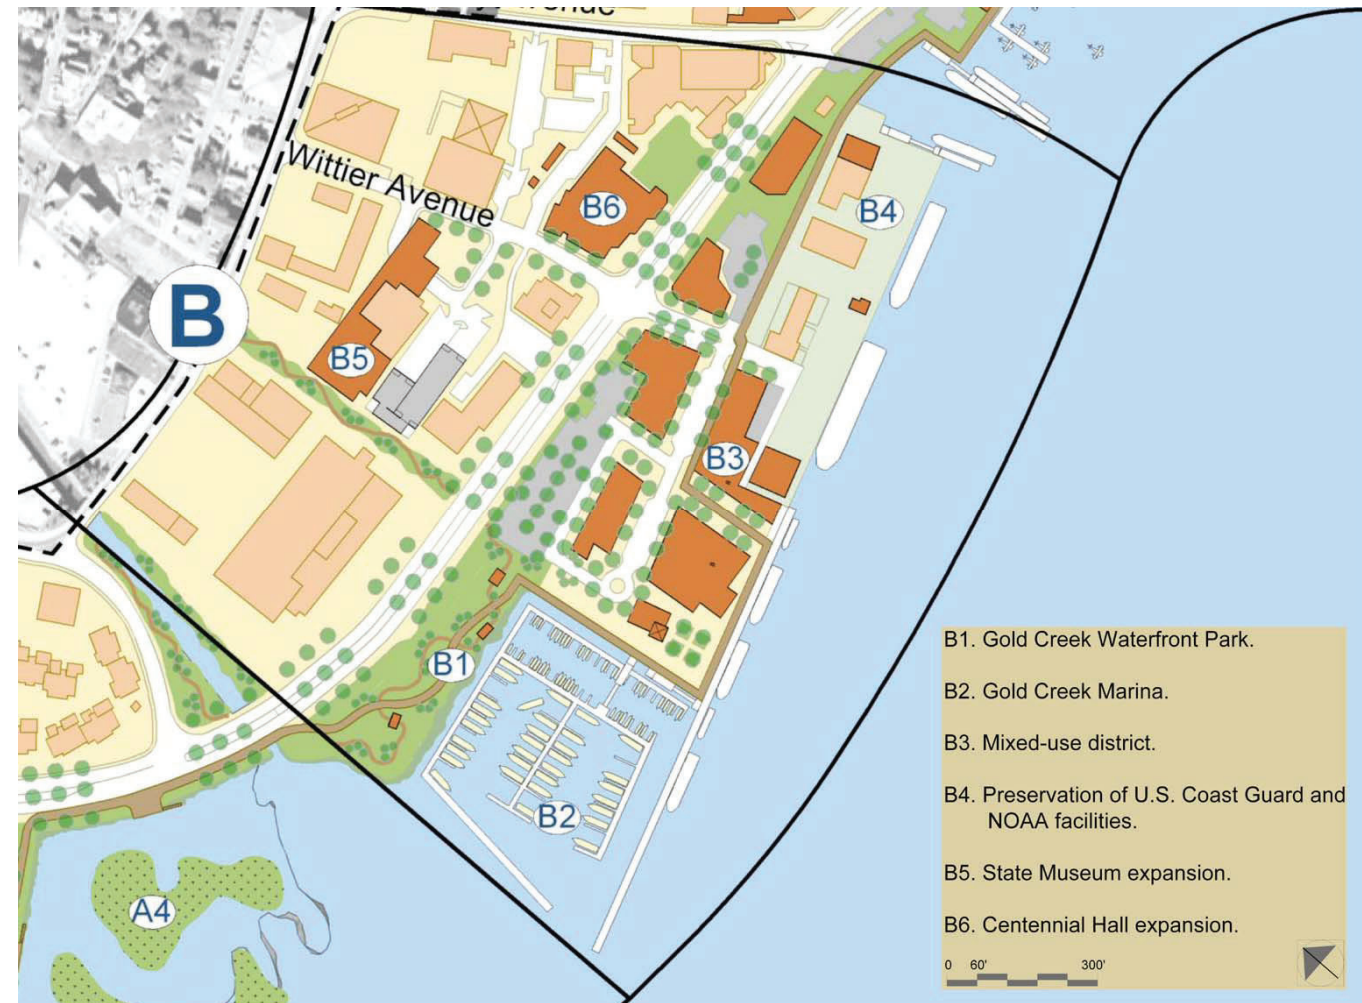 Wittier Avenue
B6
B4
B
B5
B3
B1
B2
A4
B1. Gold Creek Waterfront Park.
B2. Gold Creek Marina.
B3. Mixed-use district.
B4. Preservation of U.S. Coast Guard and
NOAA facilities.
B5. State Museum expansion.
B6. Centennial Hall expansion.
0 60' 300'